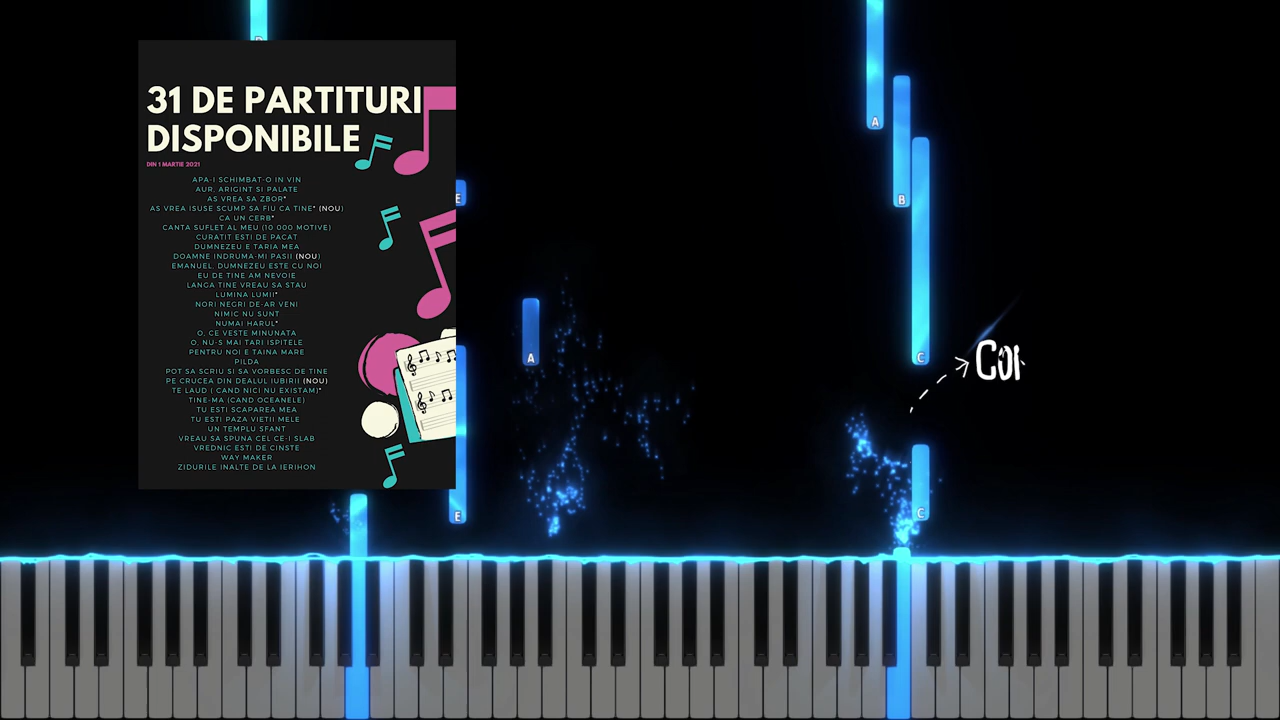 31 DE PARTITURI
DISPONIBILE
DIN 1 MARTIE 2021
APA-I SCHIMBAT-O IN VIN
AUR, ARIGINT SI PALATE
AS VREA SA ZBOR*
AS VREA ISUSE SCUMP SA FIU CA TINE* (NOU)
CA UN CERB*
CANTA SUFLET AL MEU (10 000 MOTIVE)
CURATIT ESTI DE PACAT
DUMNEZEU E TARIA MEA
DOAMNE INDRUMA-MI PASII (NOU)
EMANUEL, DUMNEZEU ESTE CU NOI
EU DE TINE AM NEVOIE
LANGA TINE VREAU SA STAU
LUMINA LUMII*
NORI NEGRI DE-AR VENI
NIMIC NU SUNT
NUMAI HARUL*
O, CE VESTE MINUNATA
O, NU-S MAI TARI ISPITELE
PENTRU NOI E TAINA MARE
PILDA
POT SA SCRIU SI SA VORBESC DE TINE
PE CRUCEA DIN DEALUL IUBIRII (NOU)
TE LAUD ( CAND NICI NU EXISTAM)*
TINE-MA (CAND OCEANELE)
TU ESTI SCAPAREA MEA
TU ESTI PAZA VIETII MELE
UN TEMPLU SFANT
VREAU SA SPUNA CEL CE-I SLAB
VREDNIC ESTI DE CINSTE
WAY MAKER
ZIDURILE INALTE DE LA IERIHON
A
B
E
A
C
E
C